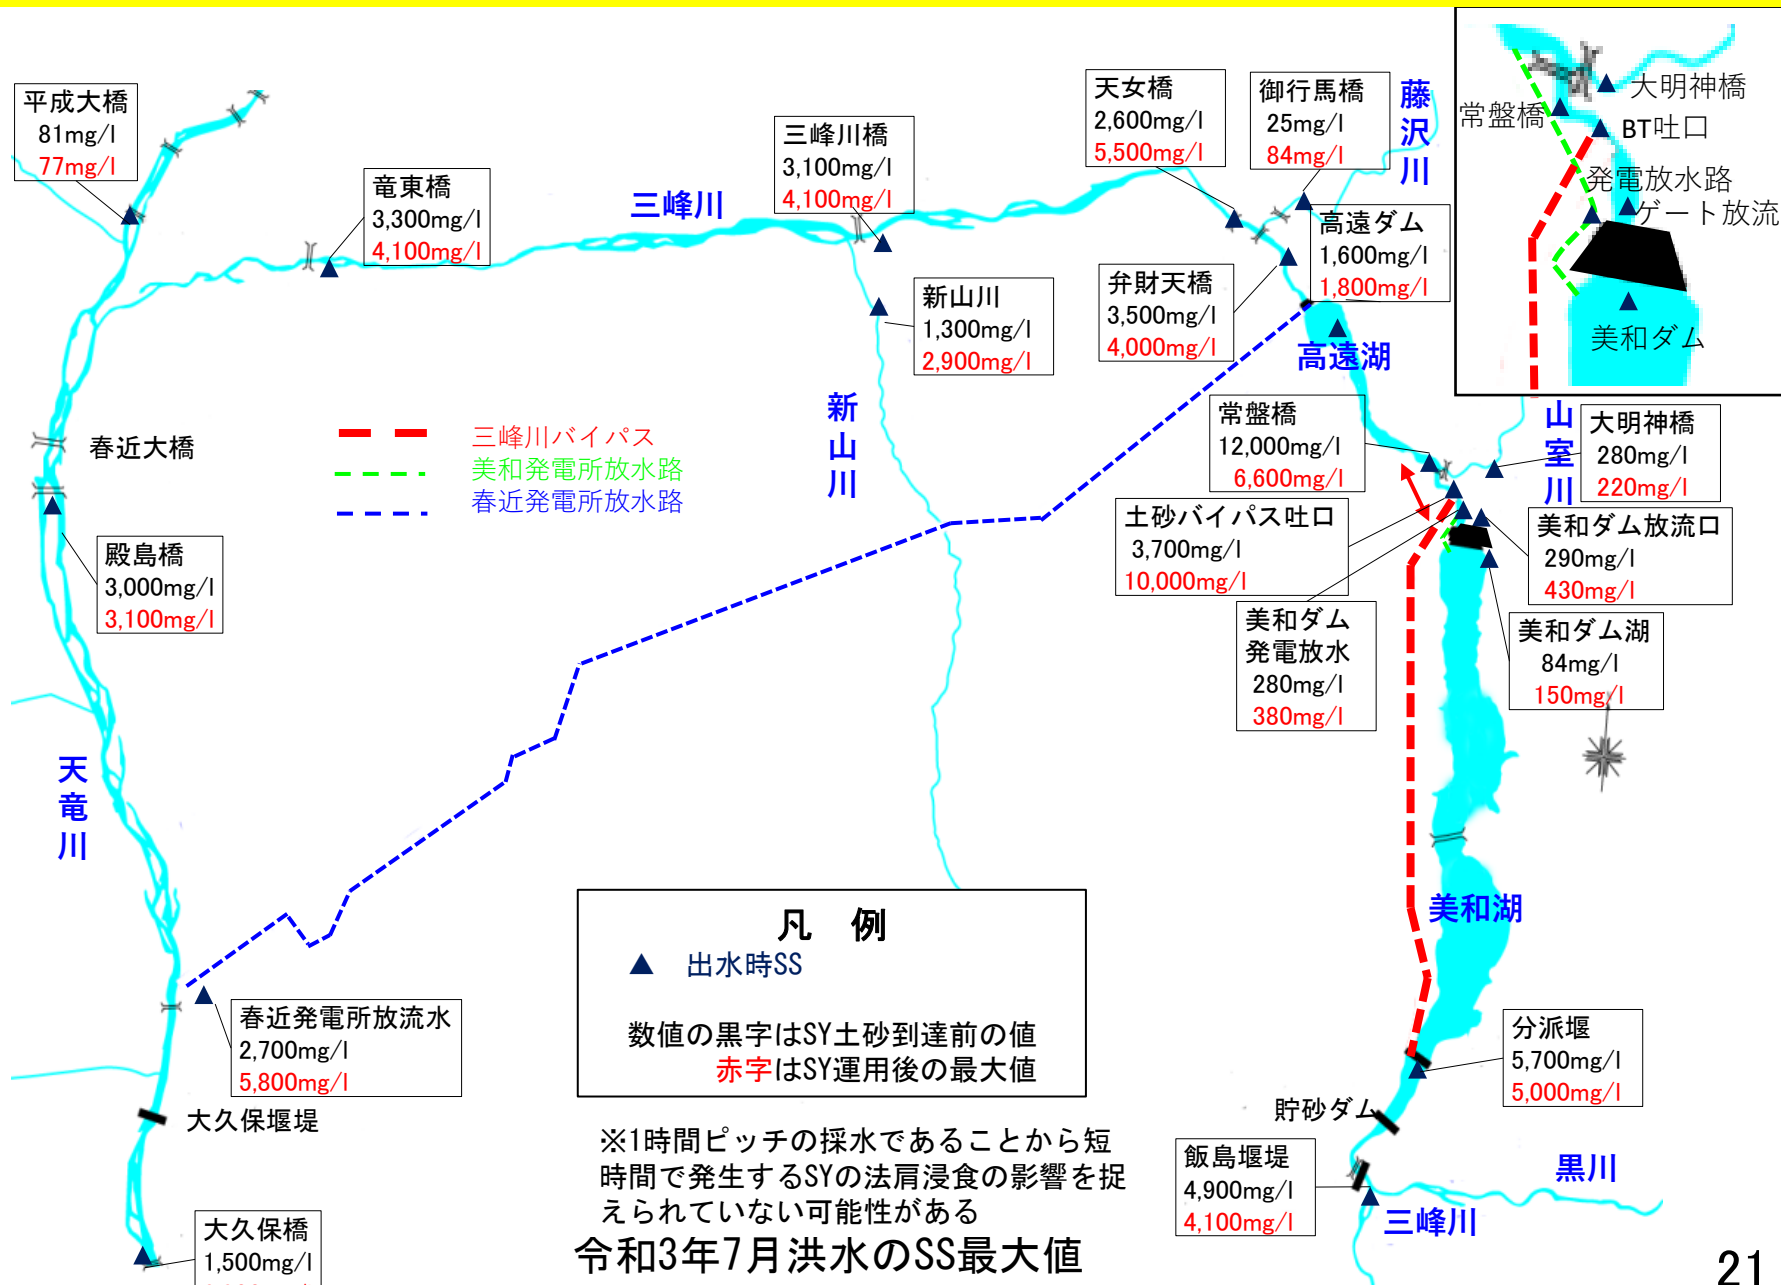 平成大橋
81mg/l
77mg/l
竜東橋
3,300mg/l
4,100mg/l
三峰川
三峰川橋
3,100mg/l
4,100mg/l
天女橋
2,600mg/l
5,500mg/l
御行馬橋
25mg/l
84mg/l
藤沢川
高遠ダム
1,600mg/l
1,800mg/l
弁財天橋
3,500mg/l
4,000mg/l
新山川
1,300mg/l
2,900mg/l
高遠湖
大明神橋
常盤橋
BT吐口
発電放水路
ゲート放流
美和ダム
新山川
春近大橋
三峰川バイパス
美和発電所放水路
春近発電所放水路
常盤橋
12,000mg/l
6,600mg/l
山室川
大明神橋
280mg/l
220mg/l
土砂バイパス吐口
3,700mg/l
10,000mg/l
美和ダム放流口
290mg/l
430mg/l
殿島橋
3,000mg/l
3,100mg/l
美和ダム
発電放水
280mg/l
380mg/l
美和ダム湖
84mg/l
150mg/l
天竜川
美和湖
凡 例
▲ 出水時SS
数値の黒字はSY土砂到達前の値
赤字はSY運用後の最大値
春近発電所放流水
2,700mg/l
5,800mg/l
大久保堰堤
分派堰
5,700mg/l
5,000mg/l
貯砂ダム
※1時間ピッチの採水であることから短
時間で発生するSYの法肩浸食の影響を捉
えられていない可能性がある
飯島堰堤
4,900mg/l
4,100mg/l
黒川
三峰川
大久保橋
1,500mg/l
令和3年7月洪水のSS最大値
21